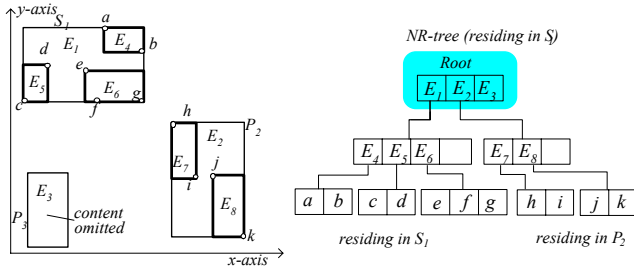 y-axis
S1
a
E1
E4
b
d
e
E5
E6
c
f
g
h
E2
P2
E7
j
i
E8
k
E3
P3
content
omitted
x-axis
NR-tree (residing in S1)
Root
E1 E2 E3
E4 E5 E6
E7 E8
a b c d e f g h i j k
residing in S1 residing in P2